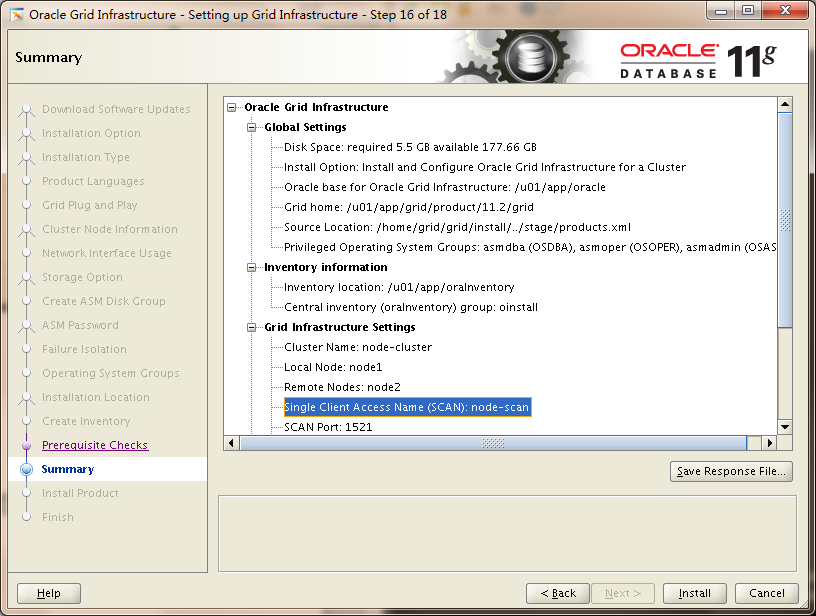 Oracle Grid Infrastructure - Setting up Grid Infrastructure - Step 16 of 18
Summary
ORACLE
DATABASE 11g
Download Software Updates
Installation Option
Installation Type
Product Languages
Grid Plug and Play
Cluster Node Information
Network Interface Usage
Storage Option
Create ASM Disk Group
ASM Password
Failure Isolation
Operating System Groups
Installation Location
Create Inventory
Prerequisite Checks
Summary
Install Product
Finish
Oracle Grid Infrastructure
Global Settings
Disk Space: required 5.5 GB available 177.66 GB
Install Option: Install and Configure Oracle Grid Infrastructure for a Cluster
Oracle base for Oracle Grid Infrastructure: /u01/app/oracle
Grid home: /u01/app/grid/product/11.2/grid
Source Location: /home/grid/grid/install/../stage/products.xml
Privileged Operating System Groups: asmdba (OSDBA), asmoper (OSOPER), asmadmin (OSAS
Inventory information
Inventory location: /u01/app/oraInventory
Central inventory (oraInventory) group: oinstall
Grid Infrastructure Settings
Cluster Name: node-cluster
Local Node: node1
Remote Nodes: node2
Single Client Access Name (SCAN): node-scan
SCAN Port: 1521
Save Response File...
Help
< Back
Next >
Install
Cancel